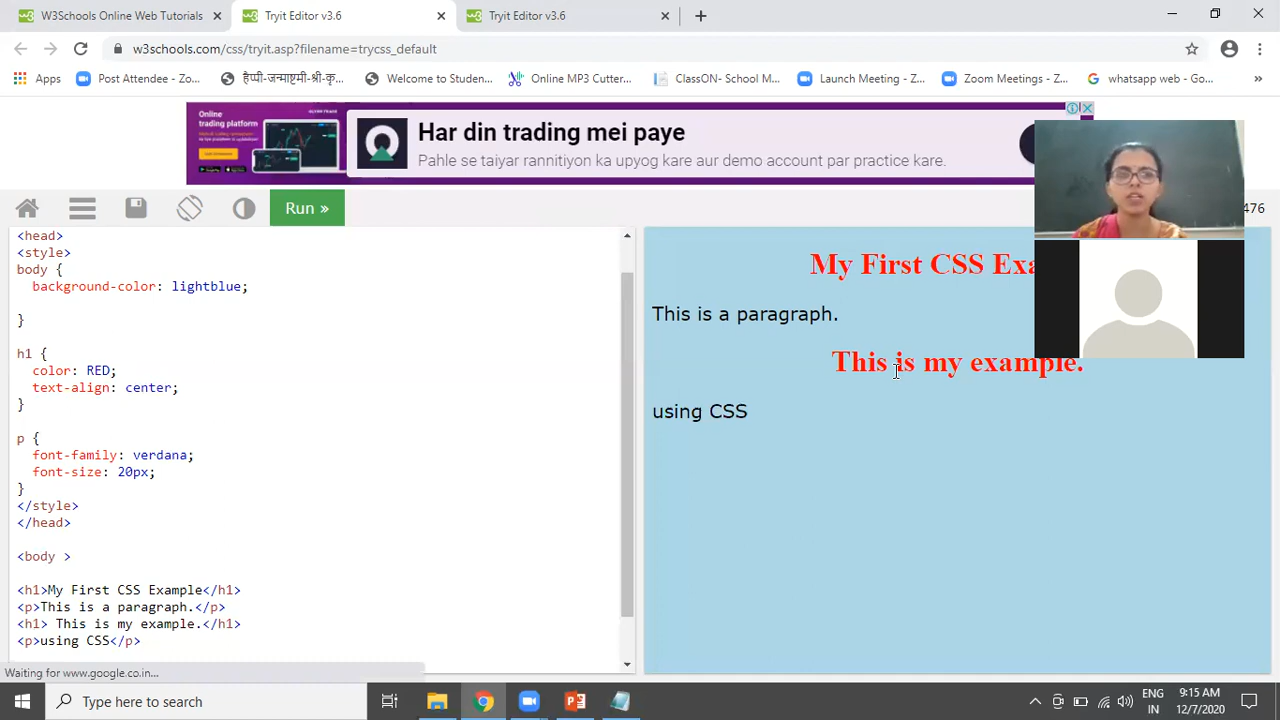 W3Schools Online Web Tutorials
Tryit Editor v3.6
Tryit Editor v3.6
w3schools.com/css/tryit.asp?filename=trycss_default
Apps
Post Attendee - Zo...
हैप्पी-जन्माष्टमी-श्री-कृ...
Welcome to Studen...
Online MP3 Cutter...
ClassON- School M...
Launch Meeting - Z...
Zoom Meetings - Z...
whatsapp web - Go...
Online
trading platform
Har din trading mei paye
Pahle se taiyar rannitiyon ka upyog kare aur demo account par practice kare.
Run »
476
<head>
<style>
body {
background-color: lightblue;
}
h1 {
color: RED;
text-align: center;
}
p {
font-family: verdana;
font-size: 20px;
}
</style>
</head>
<body >
<h1>My First CSS Example</h1>
<p>This is a paragraph.</p>
<h1> This is my example.</h1>
<p>using CSS</p>
My First CSS Exa
This is a paragraph.
This is my example.
using CSS
Waiting for www.google.co.in...
Type here to search
ENG
IN
9:15 AM
12/7/2020